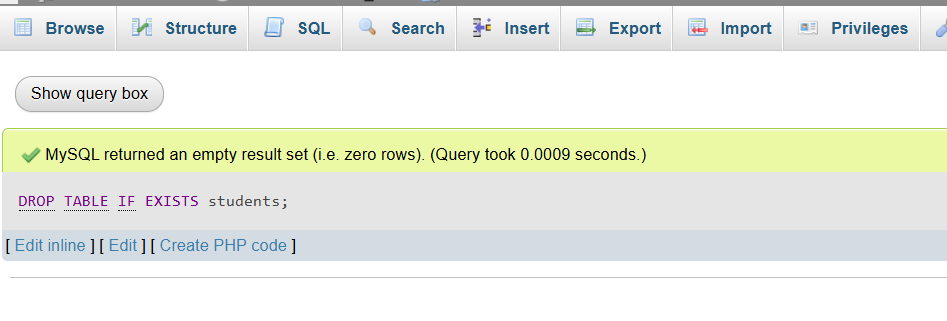 Browse Structure SQL Search Insert Export Import Privileges
Show query box
MySQL returned an empty result set (i.e. zero rows). (Query took 0.0009 seconds.)
DROP TABLE IF EXISTS students;
[ Edit inline ] [ Edit ] [ Create PHP code ]